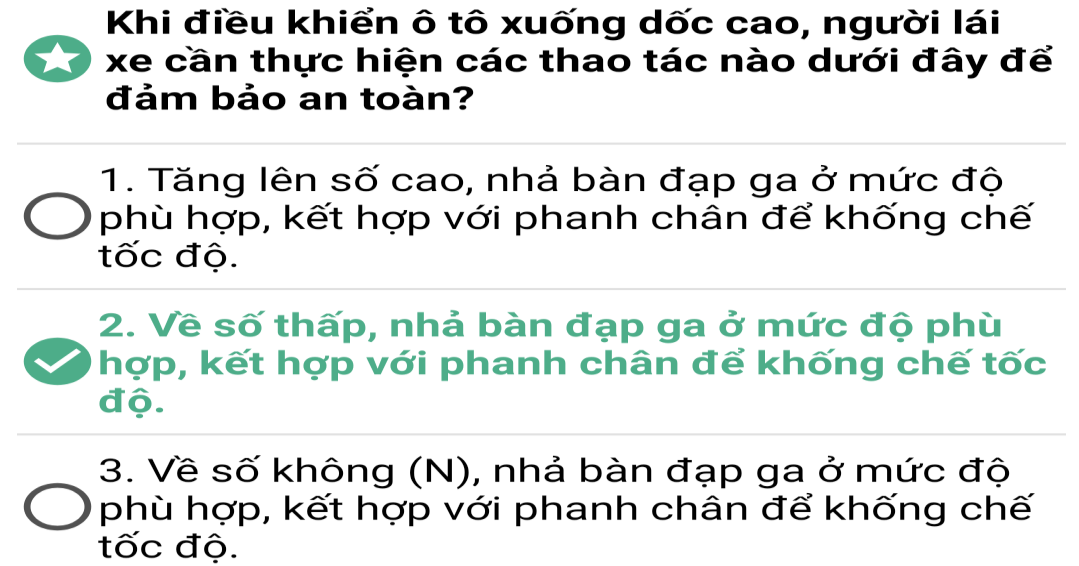 Khi điều khiển ô tô xuống dốc cao, người lái
xe cần thực hiện các thao tác nào dưới đây để
đảm bảo an toàn?
1. Tăng lên số cao, nhả bàn đạp ga ở mức độ
phù hợp, kết hợp với phanh chân để khống chế
tốc độ.
2. Về số thấp, nhả bàn đạp ga ở mức độ phù
hợp, kết hợp với phanh chân để khống chế tốc
độ.
3. Về số không (N), nhả bàn đạp ga ở mức độ
phù hợp, kết hợp với phanh chân để khống chế
tốc độ.